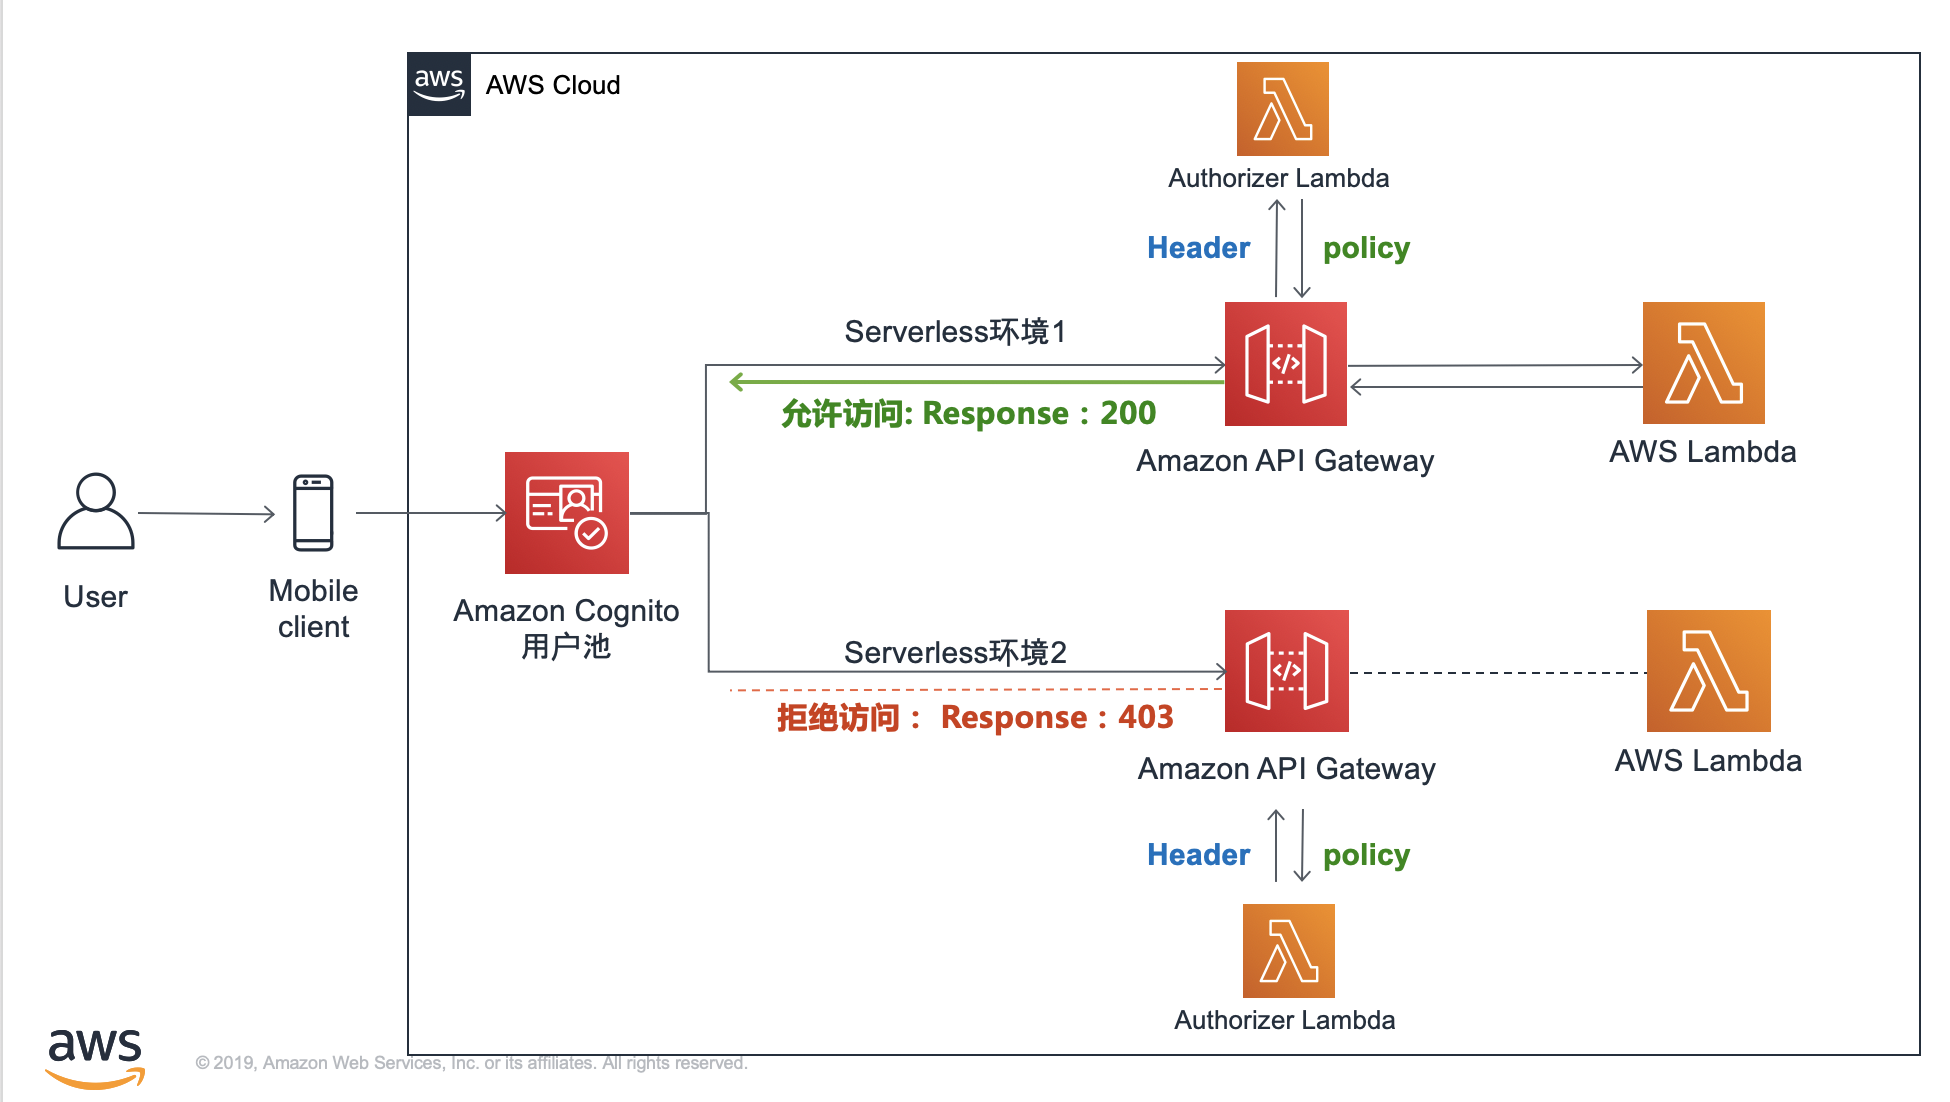 aws
AWS Cloud
Authorizer Lambda
Header
policy
Serverless环境1
</>
允许访问: Response：200
Amazon API Gateway
AWS Lambda
User
Mobile
client
Amazon Cognito
用户池
Serverless环境2
</>
拒绝访问： Response：403
Amazon API Gateway
AWS Lambda
Header
policy
Authorizer Lambda
aws
© 2019, Amazon Web Services, Inc. or its affiliates. All rights reserved.